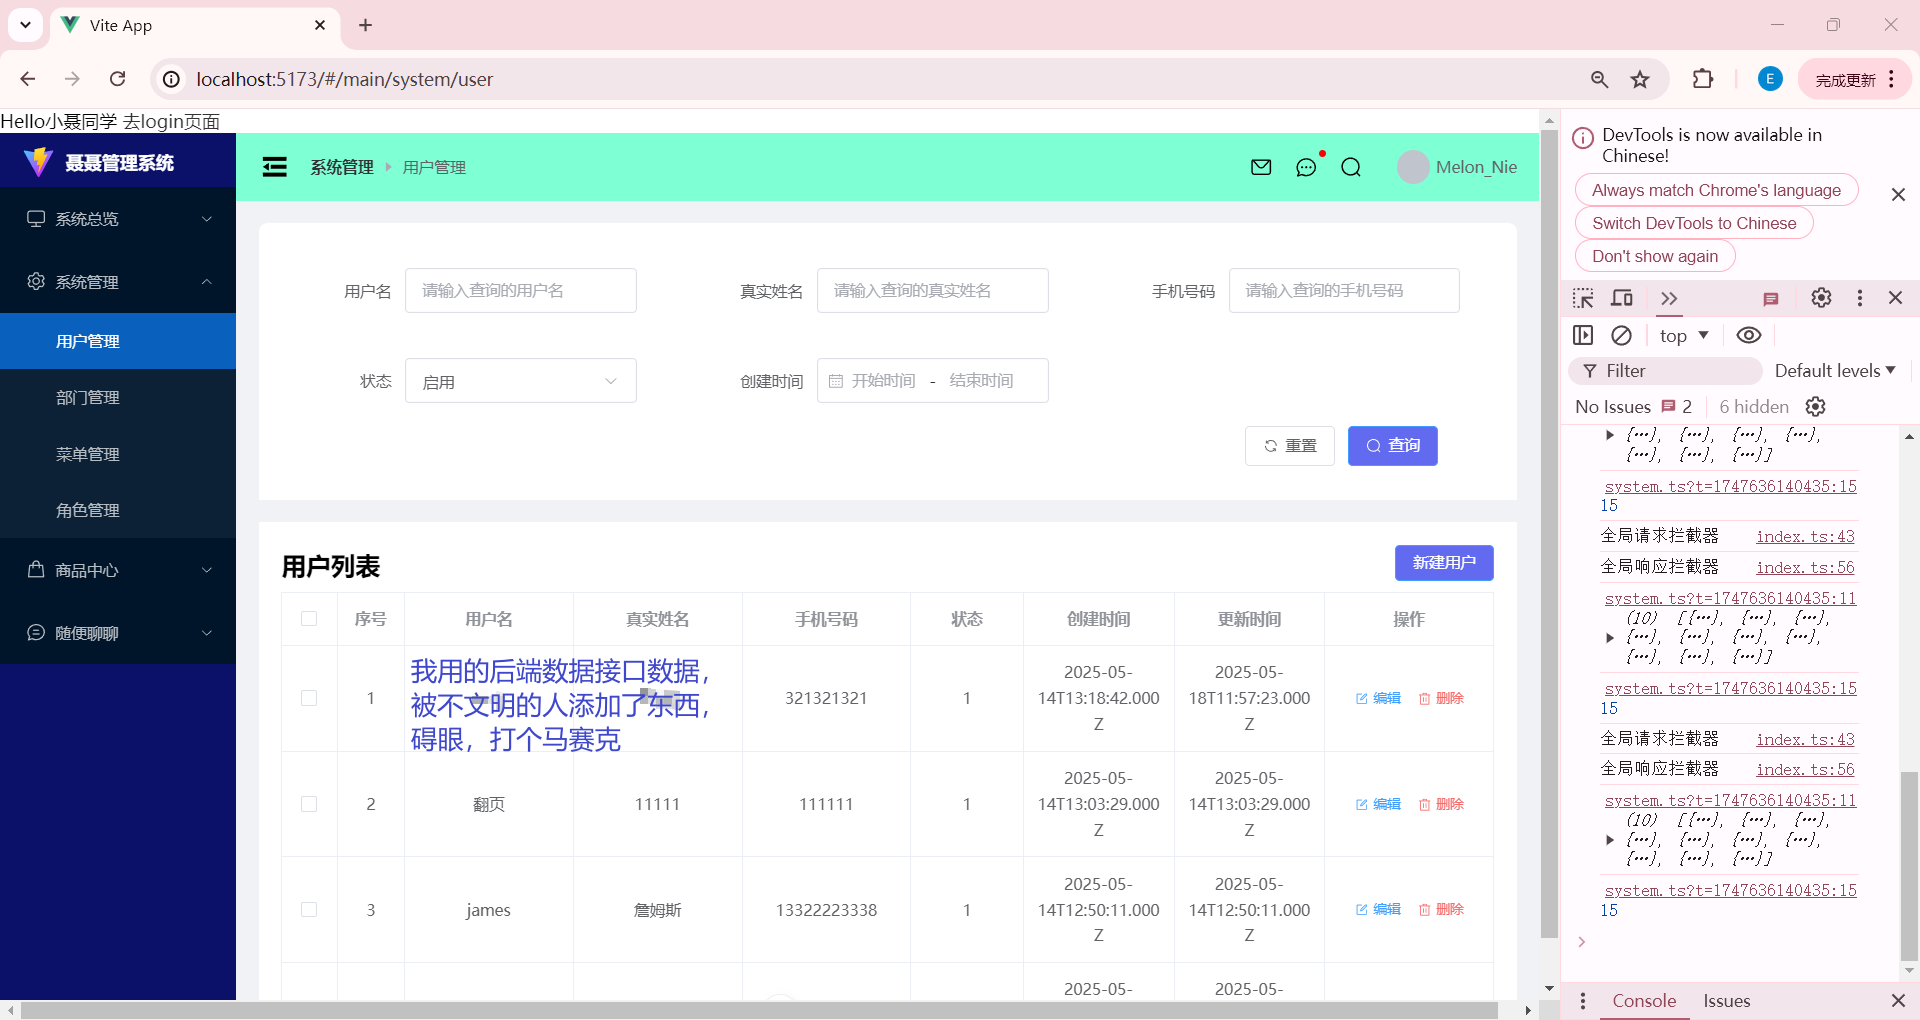 Vite App
localhost:5173/#/main/system/user
E
完成更新
Hello小聂同学 去login页面
聂聂管理系统
系统总览
系统管理
用户管理
部门管理
菜单管理
角色管理
商品中心
随便聊聊
系统管理 用户管理
Melon_Nie
用户名 请输入查询的用户名 真实姓名 请输入查询的真实姓名 手机号码 请输入查询的手机号码
状态 启用 创建时间 开始时间 - 结束时间
重置 查询
用户列表
新建用户
序号 用户名 真实姓名 手机号码 状态 创建时间 更新时间 操作
我用的后端数据接口数据，
被不文明的人添加了东西，
碍眼，打个马赛克
1 321321321 1 2025-05-14T13:18:42.000Z 2025-05-18T11:57:23.000Z 编辑 删除
2 翻页 11111 111111 1 2025-05-14T13:03:29.000Z 2025-05-14T13:03:29.000Z 编辑 删除
3 james 詹姆斯 13322223338 1 2025-05-14T12:50:11.000Z 2025-05-14T12:50:11.000Z 编辑 删除
2025-05- 2025-05-
DevTools is now available in
Chinese!
Always match Chrome's language
Switch DevTools to Chinese
Don't show again
top
Filter Default levels
No Issues 2 6 hidden
{…}, {…}, {…}, {…},
{…}, {…}, {…}]
system.ts?t=1747636140435:15
15
全局请求拦截器 index.ts:43
全局响应拦截器 index.ts:56
system.ts?t=1747636140435:11
(10) [{…}, {…}, {…},
{…}, {…}, {…}, {…},
{…}, {…}, {…}]
system.ts?t=1747636140435:15
15
全局请求拦截器 index.ts:43
全局响应拦截器 index.ts:56
system.ts?t=1747636140435:11
(10) [{…}, {…}, {…},
{…}, {…}, {…}, {…},
{…}, {…}, {…}]
system.ts?t=1747636140435:15
15
Console Issues